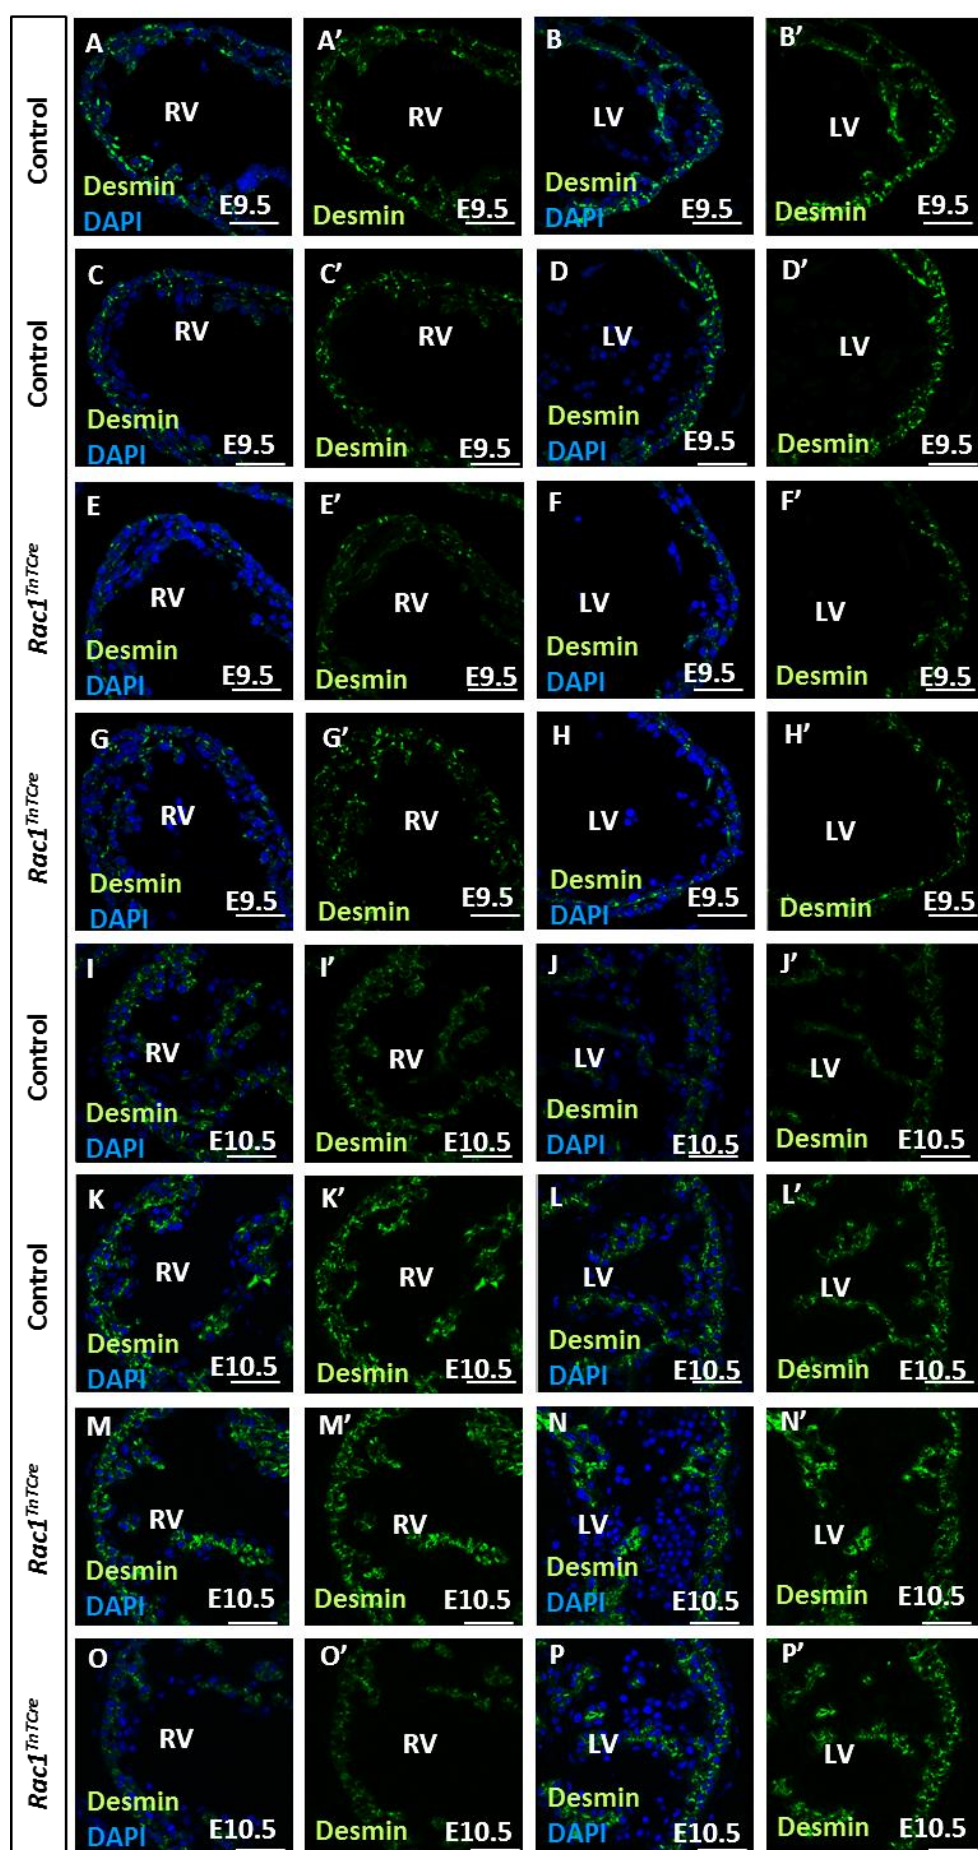 Control
A
RV
Desmin
DAPI
E9.5
A’
RV
Desmin
E9.5
B
LV
Desmin
DAPI
E9.5
B’
LV
Desmin
E9.5
Control
C
RV
Desmin
DAPI
E9.5
C’
RV
Desmin
E9.5
D
LV
Desmin
DAPI
E9.5
D’
LV
Desmin
E9.5
Rac1TnTCre
E
RV
Desmin
DAPI
E9.5
E’
RV
Desmin
E9.5
F
LV
Desmin
DAPI
E9.5
F’
LV
Desmin
E9.5
Rac1TnTCre
G
RV
Desmin
DAPI
E9.5
G’
RV
Desmin
E9.5
H
LV
Desmin
DAPI
E9.5
H’
LV
Desmin
E9.5
Control
I
RV
Desmin
DAPI
E10.5
I’
RV
Desmin
E10.5
J
LV
Desmin
DAPI
E10.5
J’
LV
Desmin
E10.5
Control
K
RV
Desmin
DAPI
E10.5
K’
RV
Desmin
E10.5
L
LV
Desmin
DAPI
E10.5
L’
LV
Desmin
E10.5
Rac1TnTCre
M
RV
Desmin
DAPI
E10.5
M’
RV
Desmin
E10.5
N
LV
Desmin
DAPI
E10.5
N’
LV
Desmin
E10.5
Rac1TnTCre
O
RV
Desmin
DAPI
E10.5
O’
RV
Desmin
E10.5
P
LV
Desmin
DAPI
E10.5
P’
LV
Desmin
E10.5